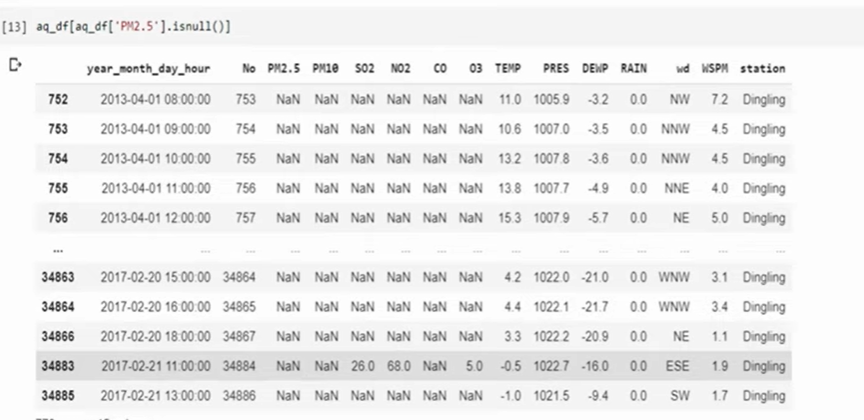 [13] aq_df[aq_df['PM2.5'].isnull()]
year_month_day_hour No PM2.5 PM10 SO2 NO2 CO O3 TEMP PRES DEWP RAIN wd WSPM station
752 2013-04-01 08:00:00 753 NaN NaN NaN NaN NaN NaN 11.0 1005.9 -3.2 0.0 NW 7.2 Dingling
753 2013-04-01 09:00:00 754 NaN NaN NaN NaN NaN NaN 10.6 1007.0 -3.5 0.0 NNW 4.5 Dingling
754 2013-04-01 10:00:00 755 NaN NaN NaN NaN NaN NaN 13.2 1007.8 -3.6 0.0 NNW 4.5 Dingling
755 2013-04-01 11:00:00 756 NaN NaN NaN NaN NaN NaN 13.8 1007.7 -4.9 0.0 NNE 4.0 Dingling
756 2013-04-01 12:00:00 757 NaN NaN NaN NaN NaN NaN 15.3 1007.9 -5.7 0.0 NE 5.0 Dingling
... ... ... ... ... ... ... ... ... ... ... ... ... ... ... ...
34863 2017-02-20 15:00:00 34864 NaN NaN NaN NaN NaN NaN 4.2 1022.0 -21.0 0.0 WNW 3.1 Dingling
34864 2017-02-20 16:00:00 34865 NaN NaN NaN NaN NaN NaN 4.4 1022.1 -21.7 0.0 WNW 3.4 Dingling
34866 2017-02-20 18:00:00 34867 NaN NaN NaN NaN NaN NaN 3.3 1022.2 -20.9 0.0 NE 1.1 Dingling
34883 2017-02-21 11:00:00 34884 NaN NaN 26.0 68.0 NaN 5.0 -0.5 1022.7 -16.0 0.0 ESE 1.9 Dingling
34885 2017-02-21 13:00:00 34886 NaN NaN NaN NaN NaN NaN -1.0 1021.5 -9.4 0.0 SW 1.7 Dingling